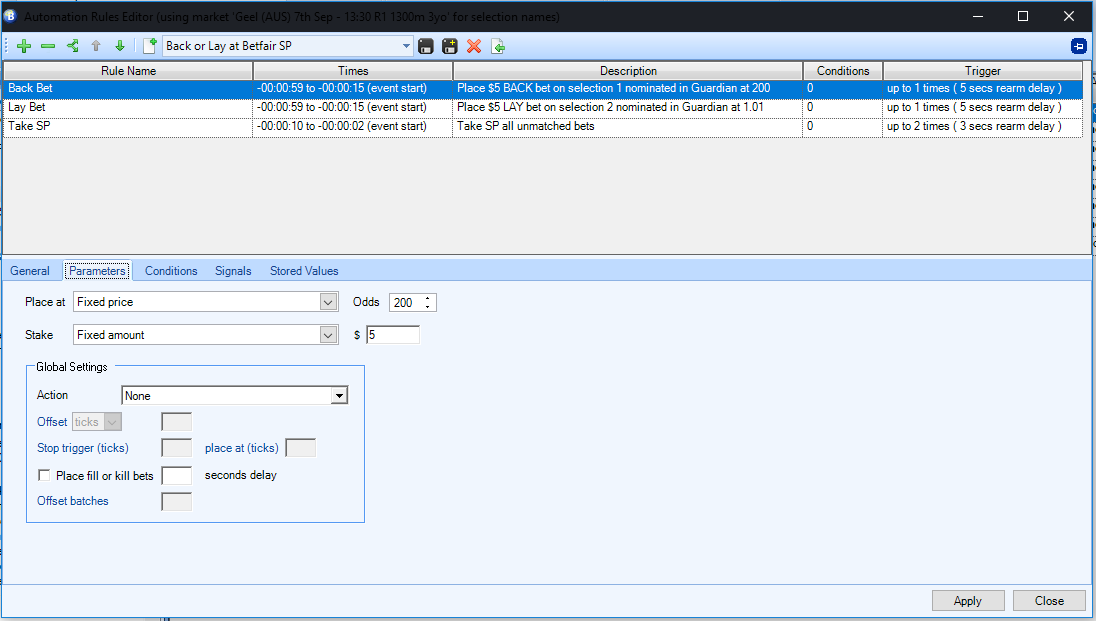 Automation Rules Editor (using market 'Geel (AUS) 7th Sep - 13:30 R1 1300m 3yo' for selection names)
Back or Lay at Betfair SP
Rule Name Times Description Conditions Trigger
Back Bet -00:00:59 to -00:00:15 (event start) Place $5 BACK bet on selection 1 nominated in Guardian at 200 0 up to 1 times ( 5 secs rearm delay )
Lay Bet -00:00:59 to -00:00:15 (event start) Place $5 LAY bet on selection 2 nominated in Guardian at 1.01 0 up to 1 times ( 5 secs rearm delay )
Take SP -00:00:10 to -00:00:02 (event start) Take SP all unmatched bets 0 up to 2 times ( 3 secs rearm delay )
General Parameters Conditions Signals Stored Values
Place at Fixed price Odds 200
Stake Fixed amount $ 5
Global Settings
Action None
Offset ticks
Stop trigger (ticks) place at (ticks)
Place fill or kill bets seconds delay
Offset batches
Apply Close